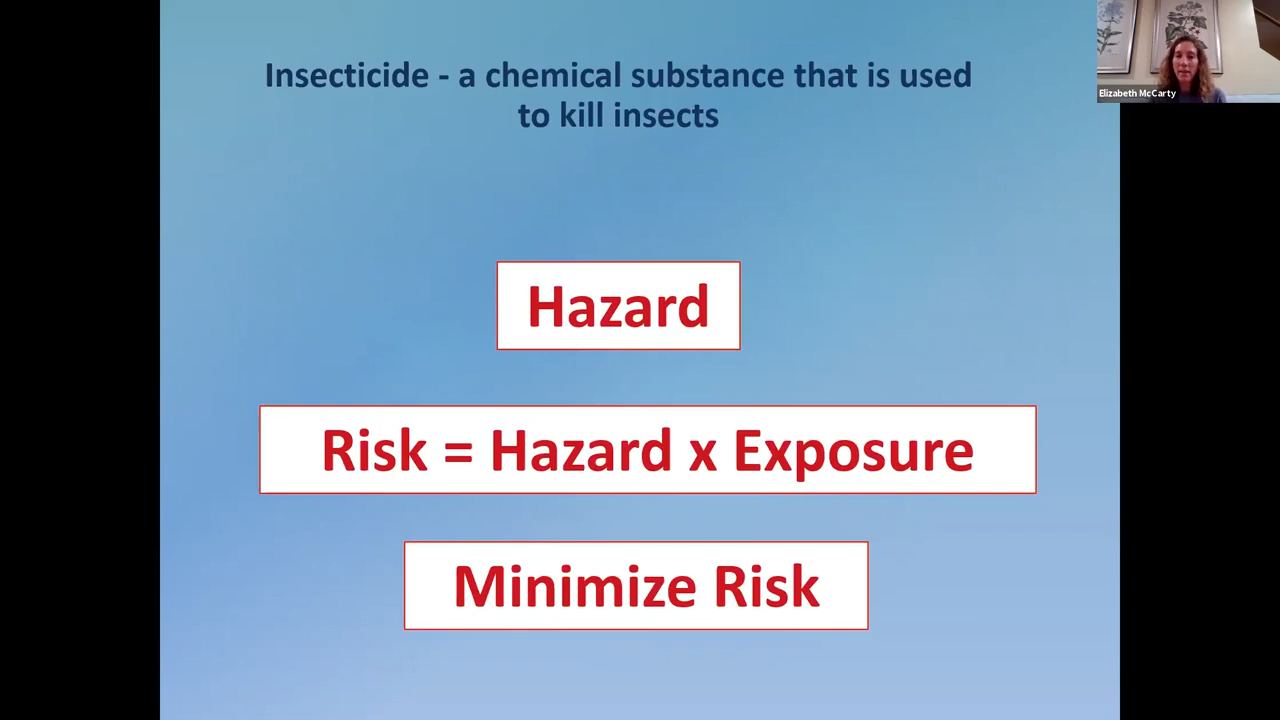 Insecticide - a chemical substance that is used
to kill insects
Hazard
Risk = Hazard x Exposure
Minimize Risk
Elizabeth McCarty